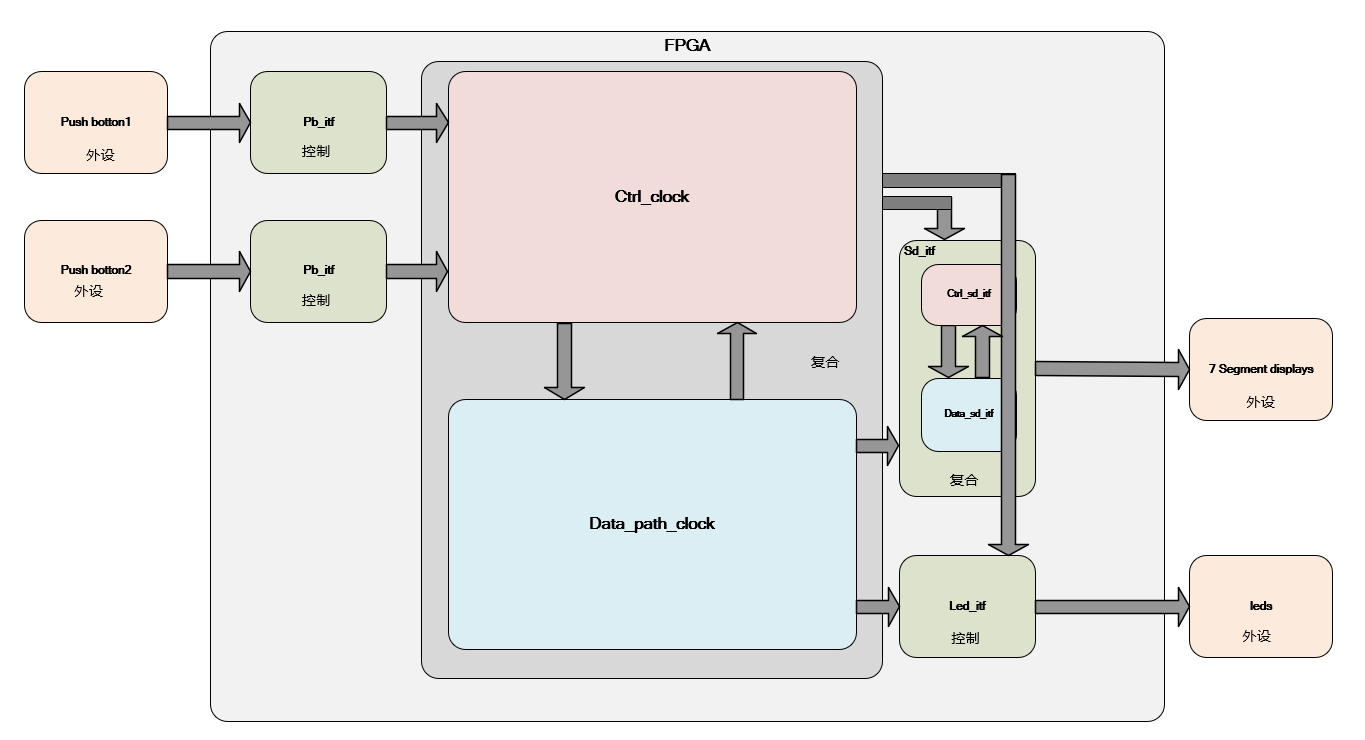 FPGA
Push botton1
外设
Pb_itf
控制
Ctrl_clock
Push botton2
外设
Pb_itf
控制
Sd_itf
Ctrl_sd_itf
复合
7 Segment displays
外设
Data_sd_itf
复合
Data_path_clock
Led_itf
控制
leds
外设